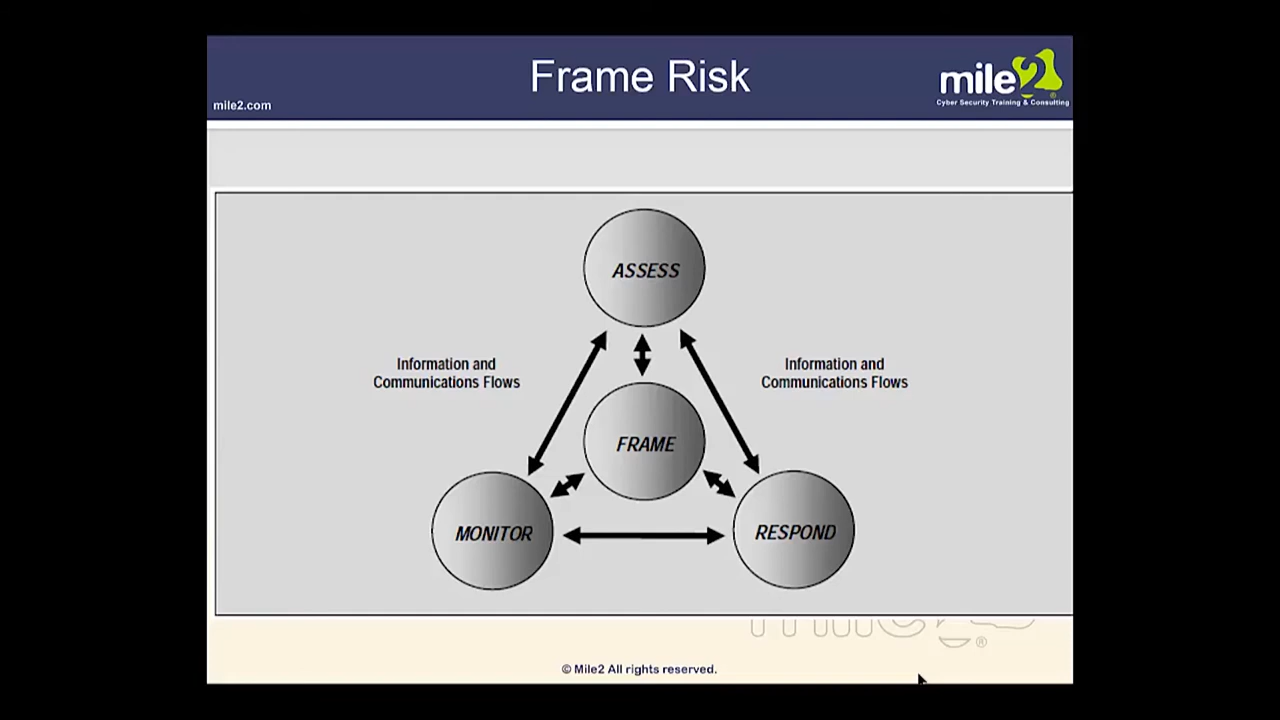 Frame Risk
mile2.com
mile2
®
Cyber Security Training & Consulting
ASSESS
Information and
Communications Flows
Information and
Communications Flows
FRAME
MONITOR
RESPOND
mile2
®
© Mile2 All rights reserved.